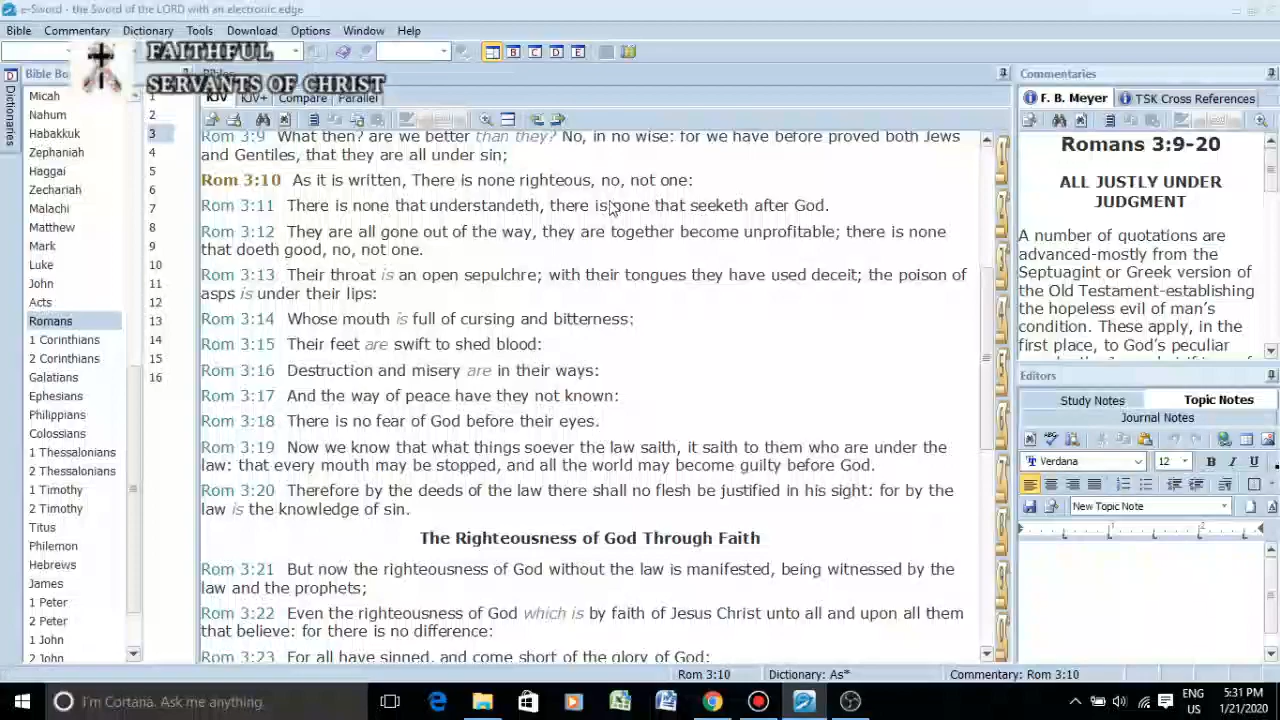 e-Sword - the Sword of the LORD with an electronic edge
Bible Commentary Dictionary Tools Download Options Window Help
FAITHFUL
SERVANTS OF CHRIST
B C D E
Dictionaries
Bible Bo
Micah
Nahum
Habakkuk
Zephaniah
Haggai
Zechariah
Malachi
Matthew
Mark
Luke
John
Acts
Romans
1 Corinthians
2 Corinthians
Galatians
Ephesians
Philippians
Colossians
1 Thessalonians
2 Thessalonians
1 Timothy
2 Timothy
Titus
Philemon
Hebrews
James
1 Peter
2 Peter
1 John
2 John
1
2
3
4
5
6
7
8
9
10
11
12
13
14
15
16
Bibles
KJV KJV+ Compare Parallel
Rom 3:9 What then? are we better than they? No, in no wise: for we have before proved both Jews
and Gentiles, that they are all under sin;
Rom 3:10 As it is written, There is none righteous, no, not one:
Rom 3:11 There is none that understandeth, there is none that seeketh after God.
Rom 3:12 They are all gone out of the way, they are together become unprofitable; there is none
that doeth good, no, not one.
Rom 3:13 Their throat is an open sepulchre; with their tongues they have used deceit; the poison of
asps is under their lips:
Rom 3:14 Whose mouth is full of cursing and bitterness:
Rom 3:15 Their feet are swift to shed blood:
Rom 3:16 Destruction and misery are in their ways:
Rom 3:17 And the way of peace have they not known:
Rom 3:18 There is no fear of God before their eyes.
Rom 3:19 Now we know that what things soever the law saith, it saith to them who are under the
law: that every mouth may be stopped, and all the world may become guilty before God.
Rom 3:20 Therefore by the deeds of the law there shall no flesh be justified in his sight: for by the
law is the knowledge of sin.
The Righteousness of God Through Faith
Rom 3:21 But now the righteousness of God without the law is manifested, being witnessed by the
law and the prophets;
Rom 3:22 Even the righteousness of God which is by faith of Jesus Christ unto all and upon all them
that believe: for there is no difference:
Rom 3:23 For all have sinned, and come short of the glory of God;
Commentaries
F. B. Meyer TSK Cross References
Romans 3:9-20
ALL JUSTLY UNDER
JUDGMENT
A number of quotations are
advanced-mostly from the
Septuagint or Greek version of
the Old Testament-establishing
the hopeless evil of man's
condition. These apply, in the
first place, to God's peculiar
Editors
Study Notes Topic Notes
Journal Notes
Verdana 12 B I U
New Topic Note
1 2
Rom 3:10 Dictionary: As* Commentary: Rom 3:10
I'm Cortana. Ask me anything.
ENG
US
5:31 PM
1/21/2020